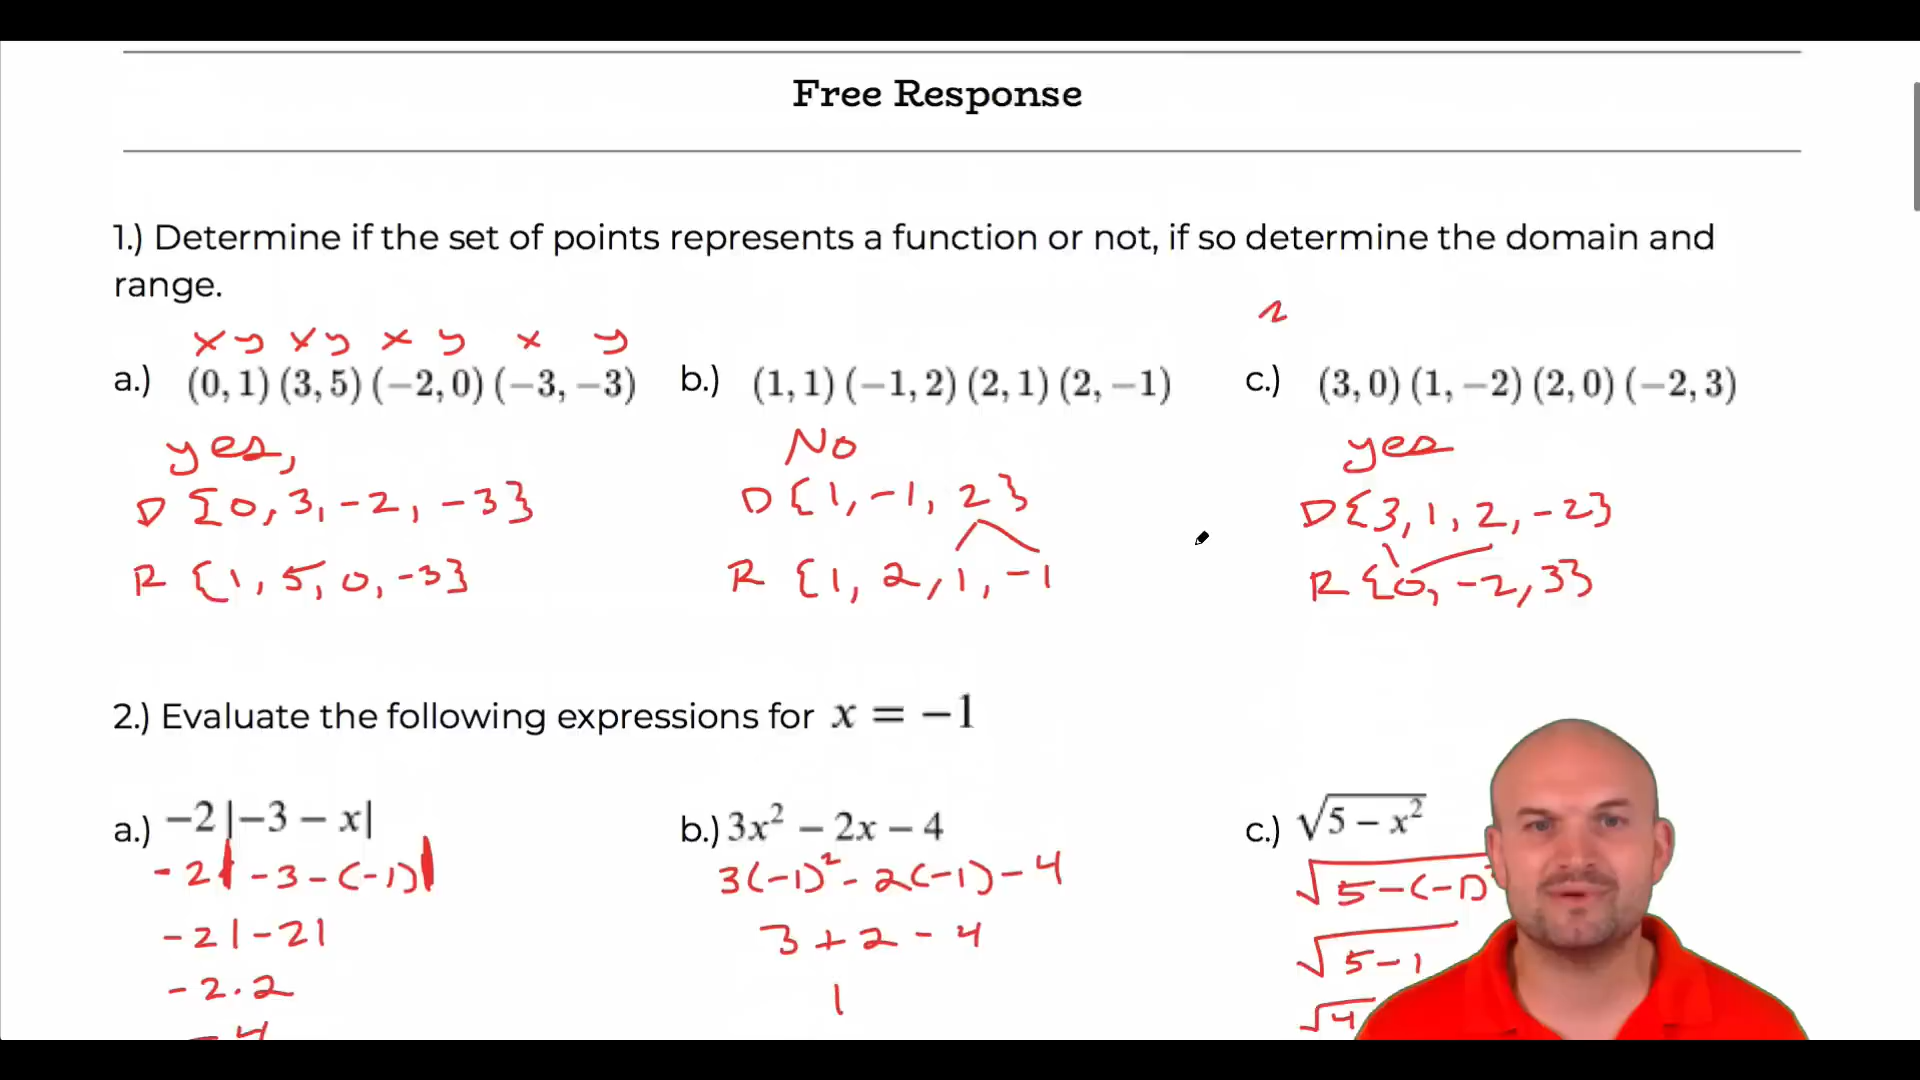 Free Response
1.) Determine if the set of points represents a function or not, if so determine the domain and
range.
x y x y x y x y
a.) (0, 1) (3, 5) (−2, 0) (−3, −3) b.) (1, 1) (−1, 2) (2, 1) (2, −1) c.) (3, 0) (1, −2) (2, 0) (−2, 3)
yes, No yes
D {0, 3, -2, -3} D {1, -1, 2} D{3, 1, 2, -2}
R {1, 5, 0, -3} R {1, 2, 1, -1 R {0, -2, 3}
2.) Evaluate the following expressions for x = −1
a.) −2 |−3 − x| b.) 3x² − 2x − 4 c.) √5 − x²
-2| -3 - (-1)| 3(-1)² - 2(-1) - 4 √5 - (-1)²
-2|-2| 3 + 2 - 4 √5 - 1
-2 · 2 1 √4
-4